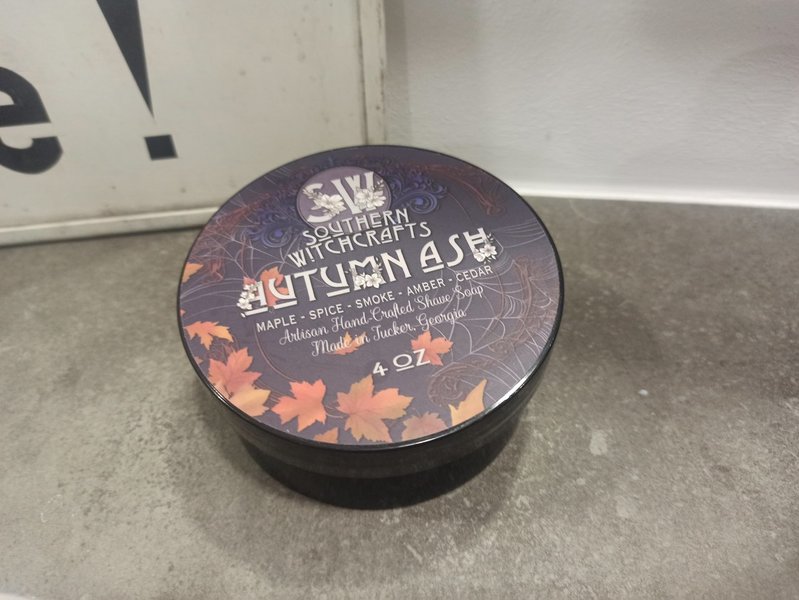 e!
SW
SOUTHERN
WITCHCRAFTS
AUTUMN ASH
MAPLE - SPICE - SMOKE - AMBER - CEDAR
Artisan Hand-Crafted Shave Soap
Made in Tucker, Georgia
4 OZ